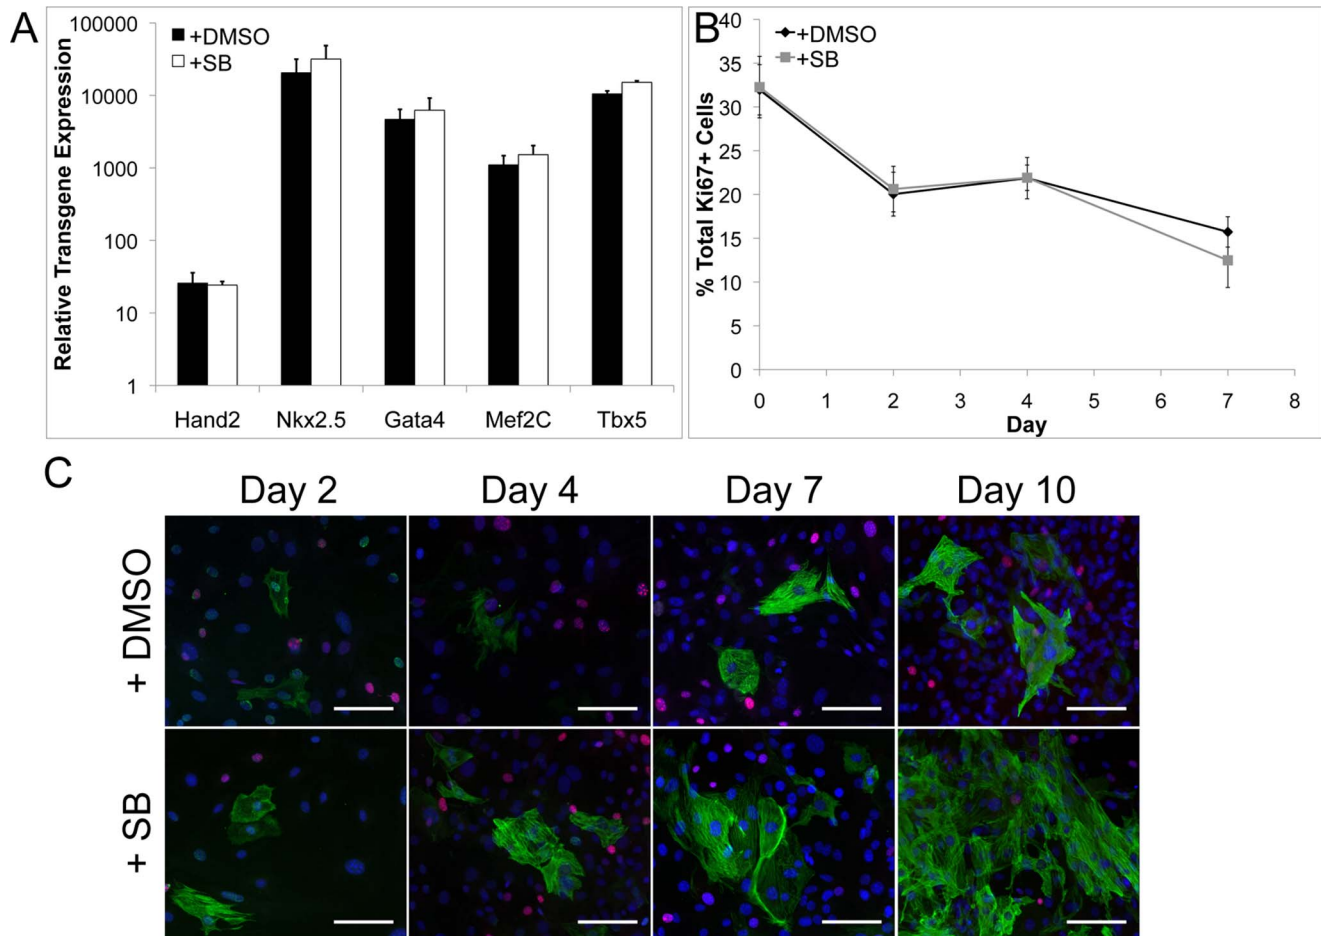 A
Relative Transgene Expression
100000
10000
1000
100
10
1
+DMSO
+SB
Hand2 Nkx2.5 Gata4 Mef2C Tbx5
B
% Total Ki67+ Cells
40
35
30
25
20
15
10
5
0
+DMSO
+SB
0 1 2 3 4 5 6 7 8
Day
C
Day 2 Day 4 Day 7 Day 10
+ DMSO
+ SB